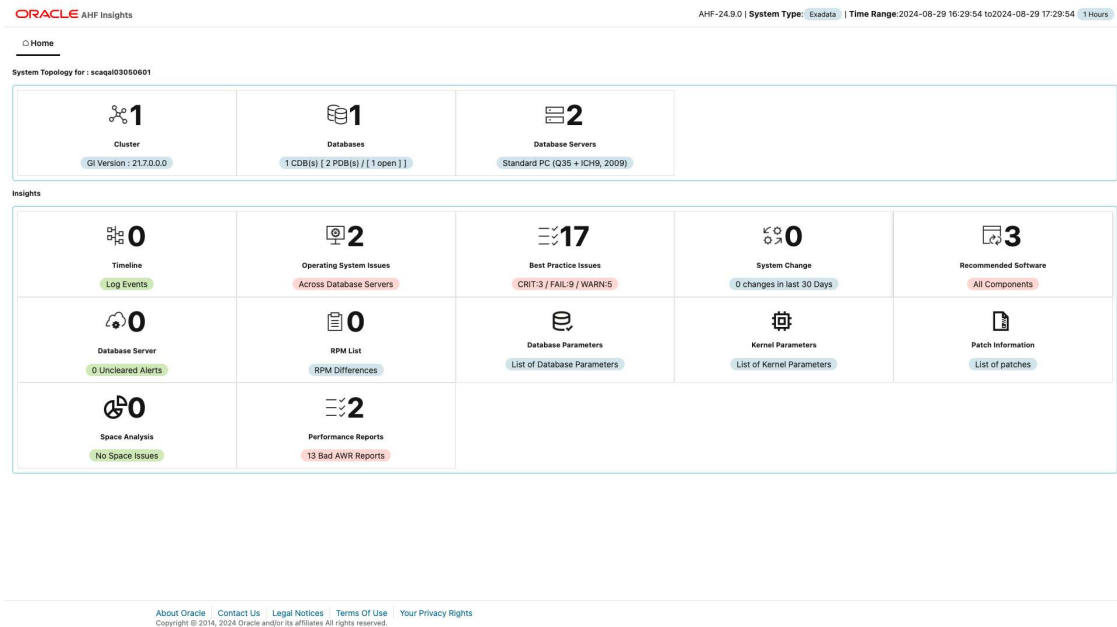 ORACLE AHF Insights
AHF-24.9.0 | System Type: Exadata | Time Range:2024-08-29 16:29:54 to2024-08-29 17:29:54 1 Hours
Home
System Topology for : scaqal03050601
1
Cluster
GI Version : 21.7.0.0.0
1
Databases
1 CDB(s) [ 2 PDB(s) / [ 1 open ] ]
2
Database Servers
Standard PC (Q35 + ICH9, 2009)
Insights
0
Timeline
Log Events
2
Operating System Issues
Across Database Servers
17
Best Practice Issues
CRIT:3 / FAIL:9 / WARN:5
0
System Change
0 changes in last 30 Days
3
Recommended Software
All Components
0
Database Server
0 Uncleared Alerts
0
RPM List
RPM Differences
Database Parameters
List of Database Parameters
Kernel Parameters
List of Kernel Parameters
Patch Information
List of patches
0
Space Analysis
No Space Issues
2
Performance Reports
13 Bad AWR Reports
About Oracle | Contact Us | Legal Notices | Terms Of Use | Your Privacy Rights
Copyright © 2014, 2024 Oracle and/or its affiliates All rights reserved.